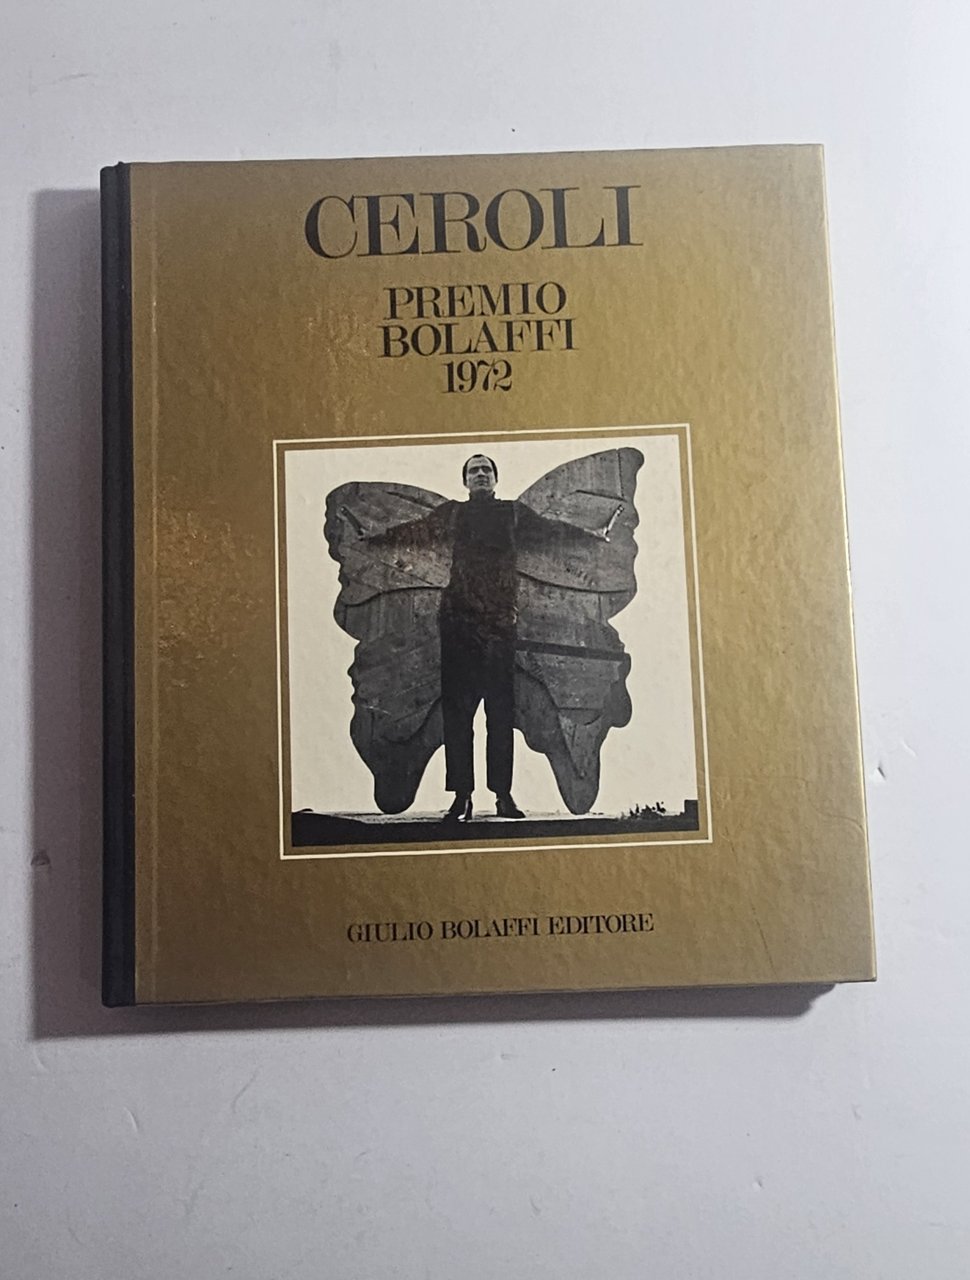 CEROLI
PREMIO
BOLAFFI
1972
GIULIO BOLAFFI EDITORE